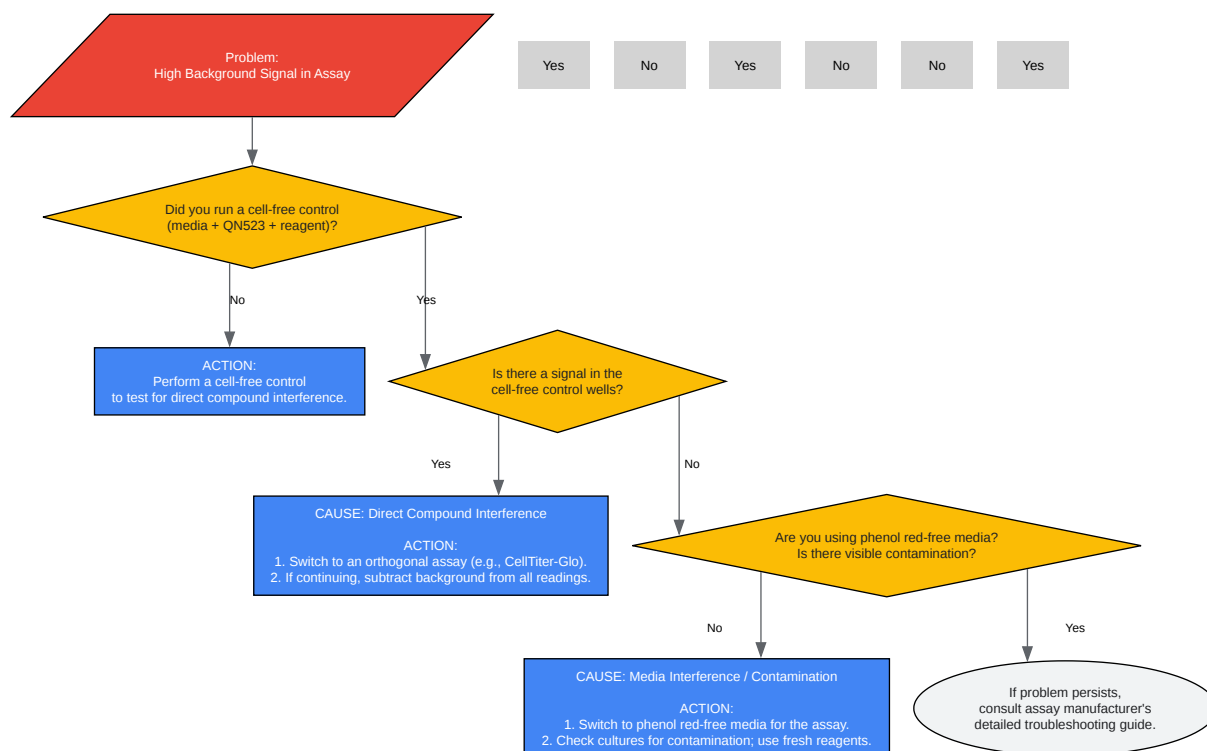 Problem:
High Background Signal in Assay
Yes
No
Yes
No
No
Yes
Did you run a cell-free control
(media + QN523 + reagent)?
No
Yes
ACTION:
Perform a cell-free control
to test for direct compound interference.
Is there a signal in the
cell-free control wells?
Yes
No
CAUSE: Direct Compound Interference
ACTION:
1. Switch to an orthogonal assay (e.g., CellTiter-Glo).
2. If continuing, subtract background from all readings.
Are you using phenol red-free media?
Is there visible contamination?
No
Yes
CAUSE: Media Interference / Contamination
ACTION:
1. Switch to phenol red-free media for the assay.
2. Check cultures for contamination; use fresh reagents.
If problem persists,
consult assay manufacturer's
detailed troubleshooting guide.